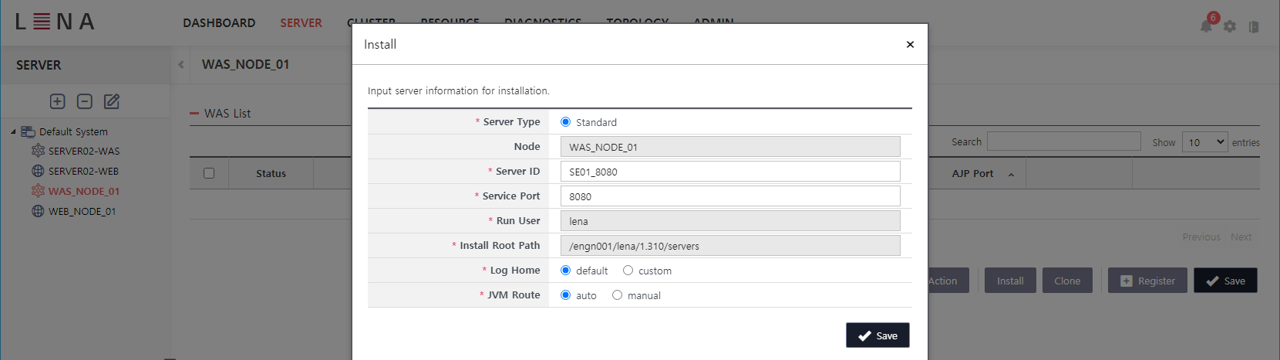 LENA
DASHBOARD SERVER CLUSTER RESOURCE DIAGNOSTICS TOPOLOGY ADMIN
6
SERVER
WAS_NODE_01
Install
Input server information for installation.
* Server Type Standard
Node WAS_NODE_01
* Server ID SE01_8080
* Service Port 8080
* Run User lena
* Install Root Path /engn001/lena/1.310/servers
* Log Home default custom
* JVM Route auto manual
Save
WAS List
Search Show 10 entries
Status AJP Port
Default System
SERVER02-WAS
SERVER02-WEB
WAS_NODE_01
WEB_NODE_01
Previous Next
Action Install Clone Register Save